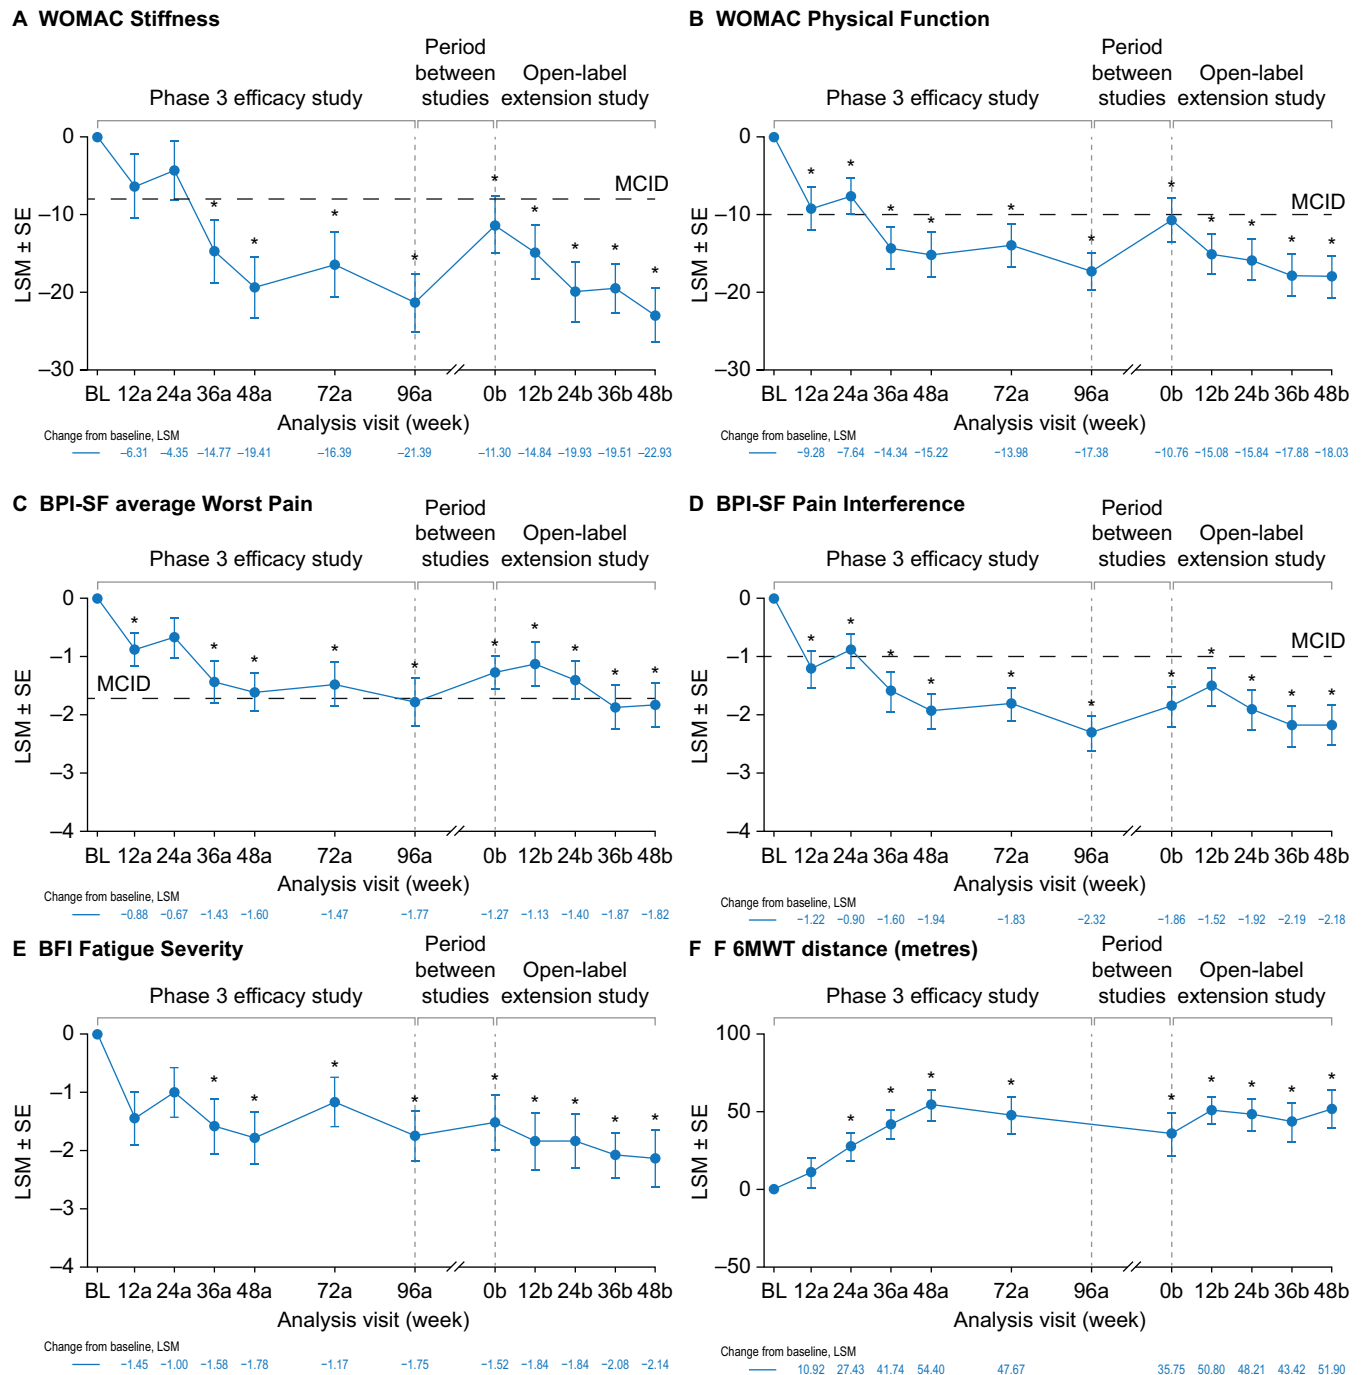 A WOMAC Stiffness
Period
between
studies
Open-label
extension study
Phase 3 efficacy study
0
–10
–20
–30
LSM ± SE
MCID
* * * * * * * * *
BL 12a 24a 36a 48a 72a 96a 0b 12b 24b 36b 48b
Analysis visit (week)
Change from baseline, LSM
−6.31 −4.35 −14.77 −19.41 −16.39 −21.39 −11.30 −14.84 −19.93 −19.51 −22.93
B WOMAC Physical Function
Period
between
studies
Open-label
extension study
Phase 3 efficacy study
0
–10
–20
–30
LSM ± SE
MCID
* * * * * * * * * * *
BL 12a 24a 36a 48a 72a 96a 0b 12b 24b 36b 48b
Analysis visit (week)
Change from baseline, LSM
−9.28 −7.64 −14.34 −15.22 −13.98 −17.38 −10.76 −15.08 −15.84 −17.88 −18.03
C BPI-SF average Worst Pain
Period
between
studies
Open-label
extension study
Phase 3 efficacy study
0
–1
–2
–3
–4
LSM ± SE
MCID
* * * * * * * * * *
BL 12a 24a 36a 48a 72a 96a 0b 12b 24b 36b 48b
Analysis visit (week)
Change from baseline, LSM
−0.88 −0.67 −1.43 −1.60 −1.47 −1.77 −1.27 −1.13 −1.40 −1.87 −1.82
D BPI-SF Pain Interference
Period
between
studies
Open-label
extension study
Phase 3 efficacy study
0
–1
–2
–3
–4
LSM ± SE
MCID
* * * * * * * * * * *
BL 12a 24a 36a 48a 72a 96a 0b 12b 24b 36b 48b
Analysis visit (week)
Change from baseline, LSM
−1.22 −0.90 −1.60 −1.94 −1.83 −2.32 −1.86 −1.52 −1.92 −2.19 −2.18
E BFI Fatigue Severity
Period
between
studies
Open-label
extension study
Phase 3 efficacy study
0
–1
–2
–3
–4
LSM ± SE
* * * * * * * * *
BL 12a 24a 36a 48a 72a 96a 0b 12b 24b 36b 48b
Analysis visit (week)
Change from baseline, LSM
−1.45 −1.00 −1.58 −1.78 −1.17 −1.75 −1.52 −1.84 −1.84 −2.08 −2.14
F F 6MWT distance (metres)
Period
between
studies
Open-label
extension study
Phase 3 efficacy study
100
50
0
–50
LSM ± SE
* * * * * * * * *
BL 12a 24a 36a 48a 72a 96a 0b 12b 24b 36b 48b
Analysis visit (week)
Change from baseline, LSM
10.92 27.43 41.74 54.40 47.67 35.75 50.80 48.21 43.42 51.90